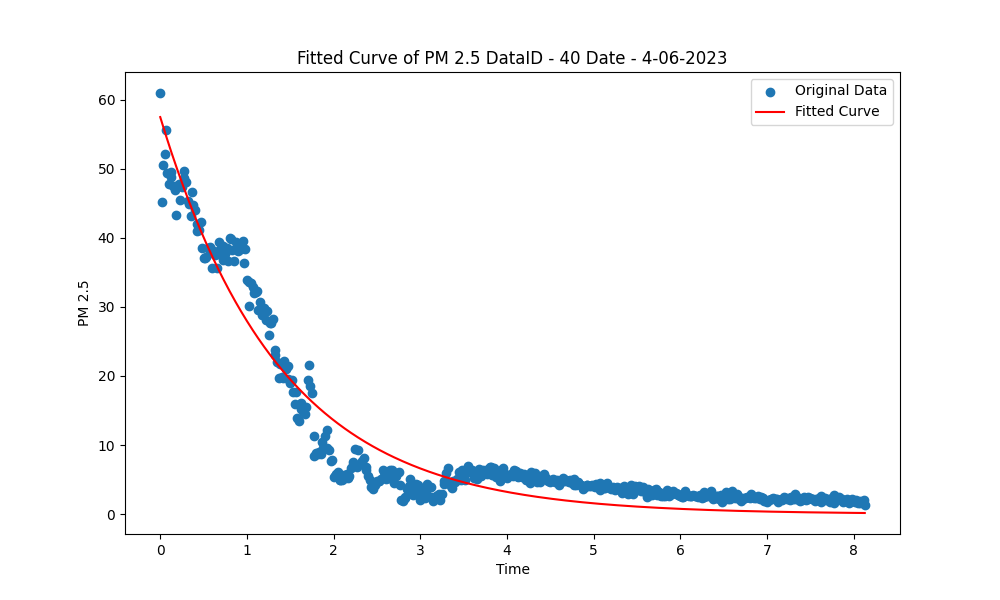 Fitted Curve of PM 2.5 DataID - 40 Date - 4-06-2023
Original Data
Fitted Curve
60
50
40
30
20
10
0
PM 2.5
0 1 2 3 4 5 6 7 8
Time